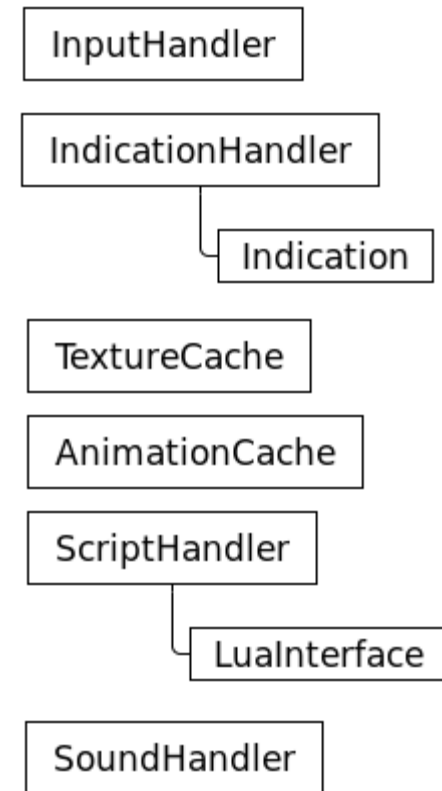 InputHandler
IndicationHandler
Indication
TextureCache
AnimationCache
ScriptHandler
LuaInterface
SoundHandler